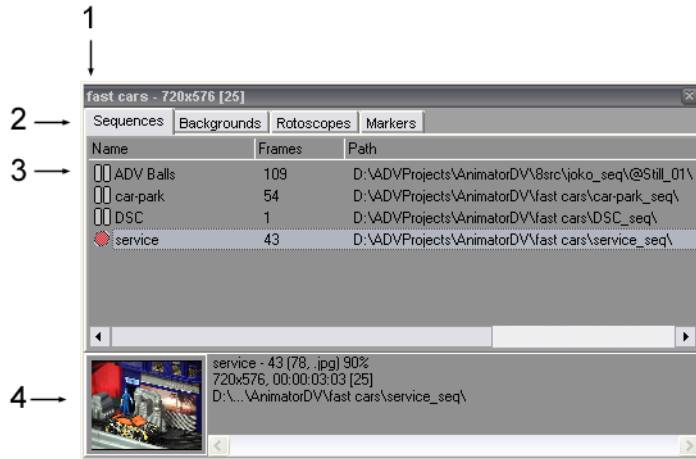 1
fast cars - 720x576 [25]
2
Sequences Backgrounds Rotoscopes Markers
Name Frames Path
3
ADV Balls 109 D:\ADVProjects\AnimatorDV\8src\joko_seq\@Still_01\
car-park 54 D:\ADVProjects\AnimatorDV\fast cars\car-park_seq\
DSC 1 D:\ADVProjects\AnimatorDV\fast cars\DSC_seq\
service 43 D:\ADVProjects\AnimatorDV\fast cars\service_seq\
4
service - 43 (78, .jpg) 90%
720x576, 00:00:03:03 [25]
D:\...\AnimatorDV\fast cars\service_seq\